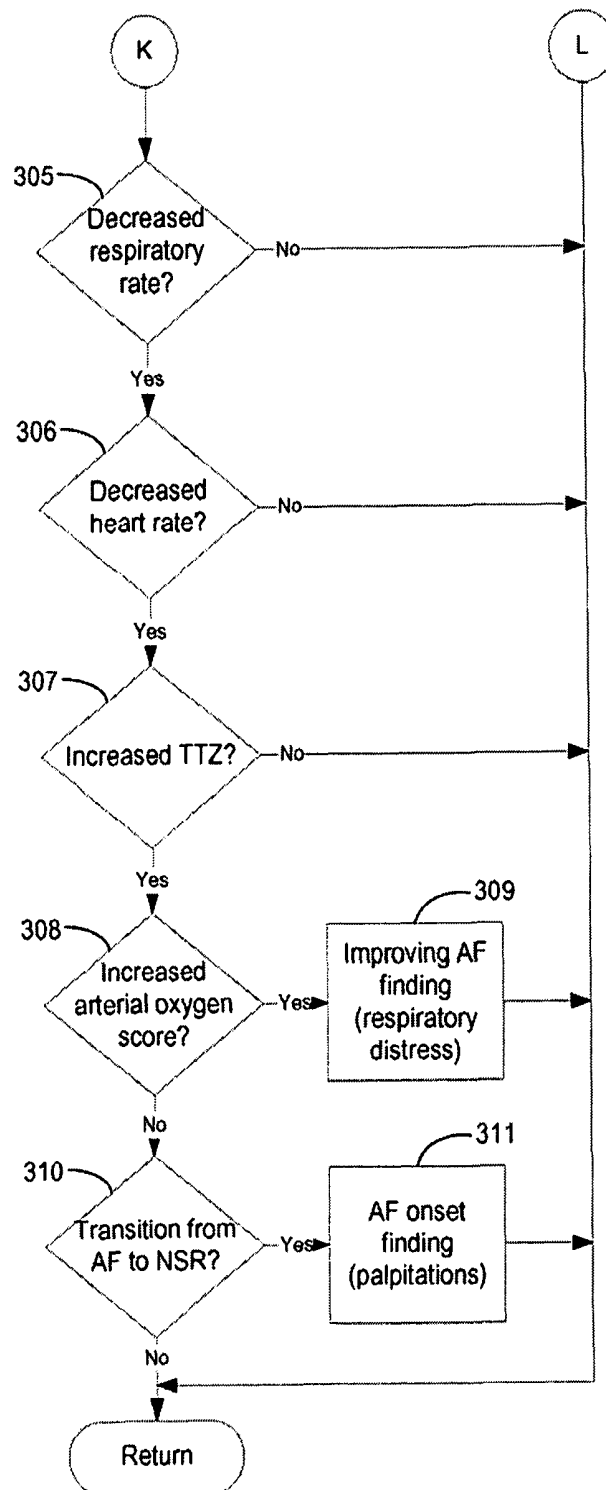 K
L
305
Decreased
respiratory
rate?
No
Yes
306
Decreased
heart rate?
No
Yes
307
Increased TTZ?
No
Yes
308
Increased
arterial oxygen
score?
Yes
309
Improving AF
finding
(respiratory
distress)
No
310
Transition from
AF to NSR?
Yes
311
AF onset
finding
(palpitations)
No
Return